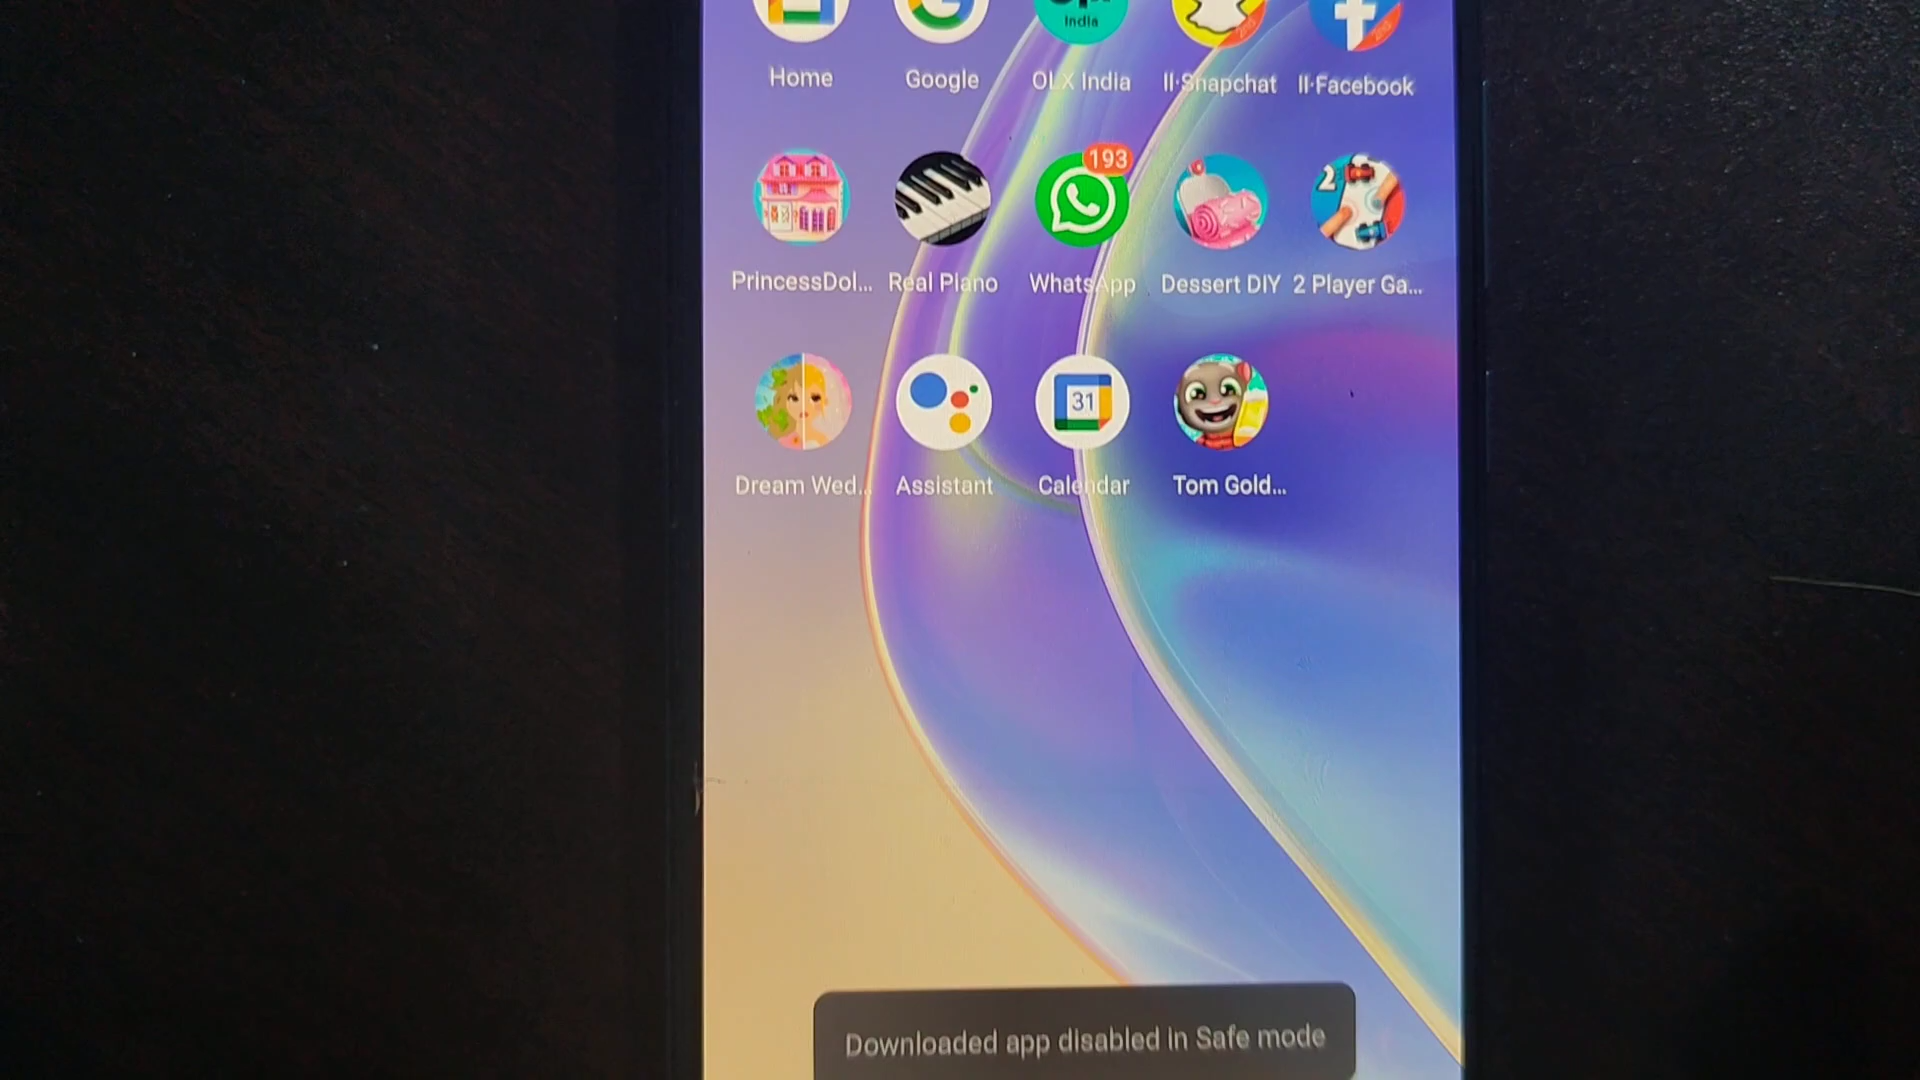 India
Home Google OLX India II·Snapchat II·Facebook
193
2
PrincessDol... Real Piano WhatsApp Dessert DIY 2 Player Ga...
31
Dream Wed... Assistant Calendar Tom Gold...
Downloaded app disabled in Safe mode